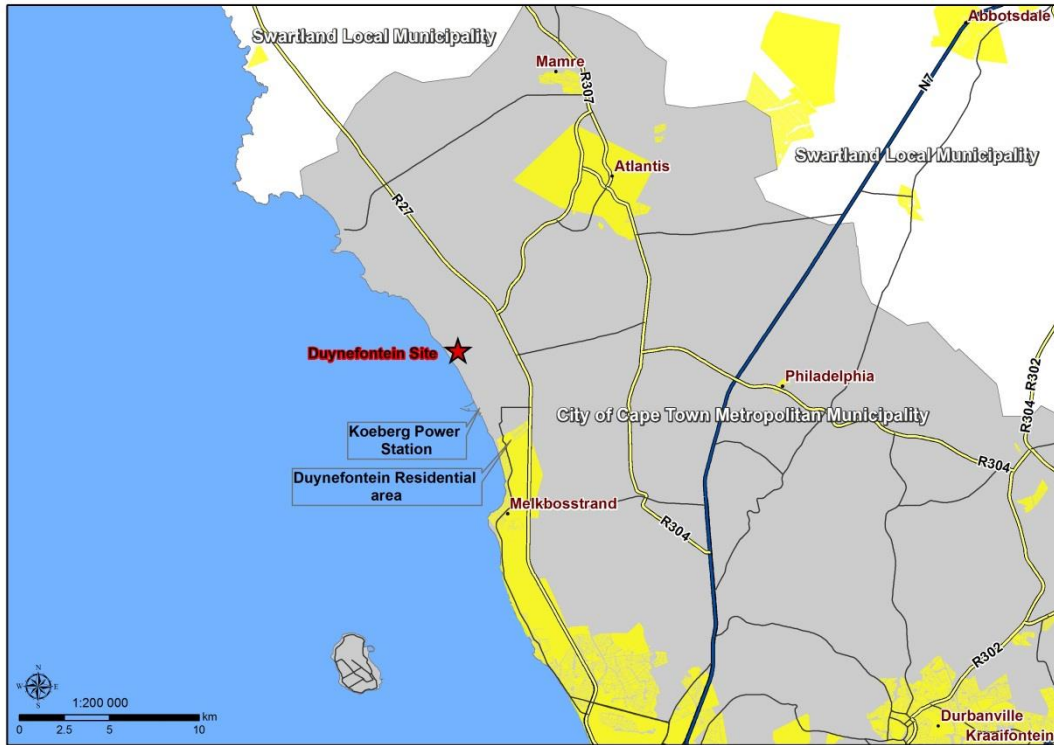 Abbotsdale
Swartland Local Municipality
Mamre
R307
N7
Swartland Local Municipality
Atlantis
R27
Duynefontein Site
Philadelphia
R304 R302
City of Cape Town Metropolitan Municipality
Koeberg Power
Station
R304
Duynefontein Residential
area
Melkbosstrand
R304
R302
N
W E
S
1:200 000
km
0 2.5 5 10
Durbanville
Kraaifontein